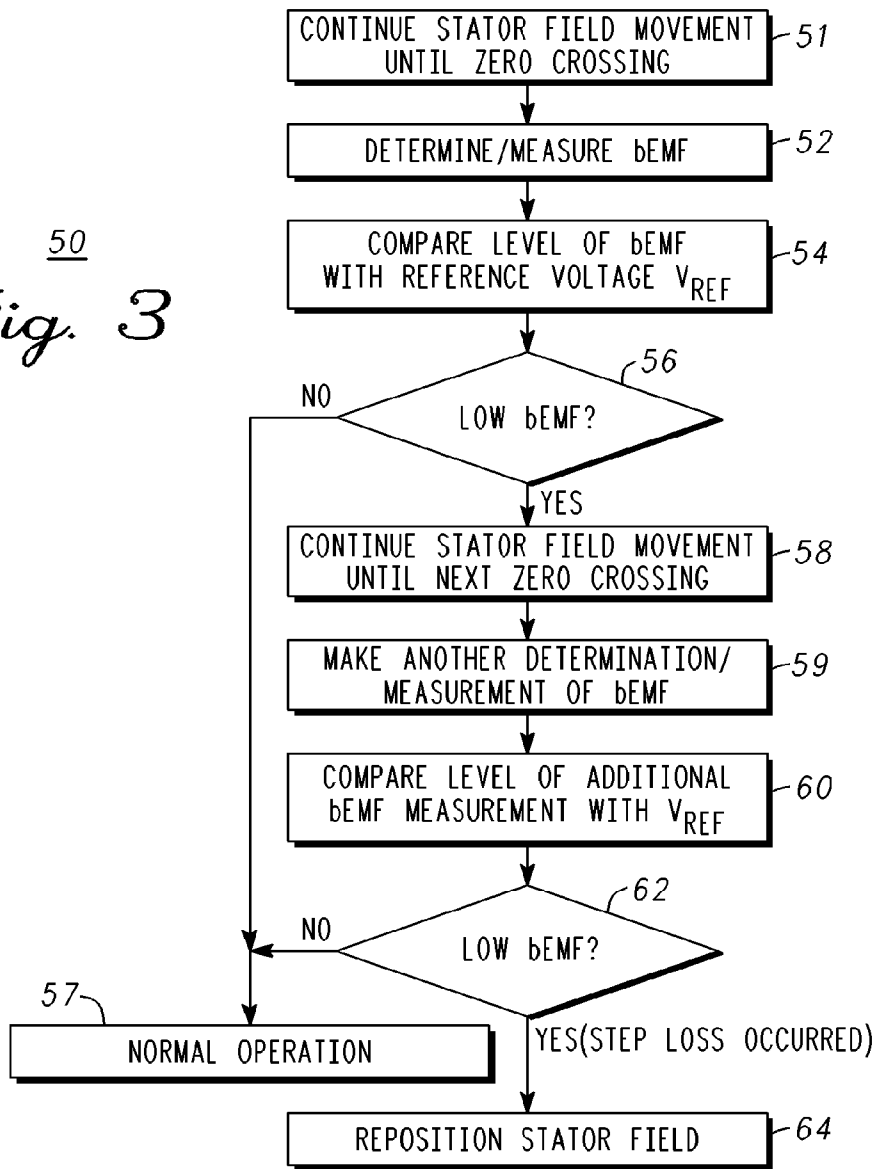 CONTINUE STATOR FIELD MOVEMENT
UNTIL ZERO CROSSING
51
DETERMINE/MEASURE bEMF
52
50
ig. 3
COMPARE LEVEL OF bEMF
WITH REFERENCE VOLTAGE VREF
54
56
NO
LOW bEMF?
YES
CONTINUE STATOR FIELD MOVEMENT
UNTIL NEXT ZERO CROSSING
58
MAKE ANOTHER DETERMINATION/
MEASUREMENT OF bEMF
59
COMPARE LEVEL OF ADDITIONAL
bEMF MEASUREMENT WITH VREF
60
62
NO
LOW bEMF?
57
NORMAL OPERATION
YES(STEP LOSS OCCURRED)
REPOSITION STATOR FIELD
64